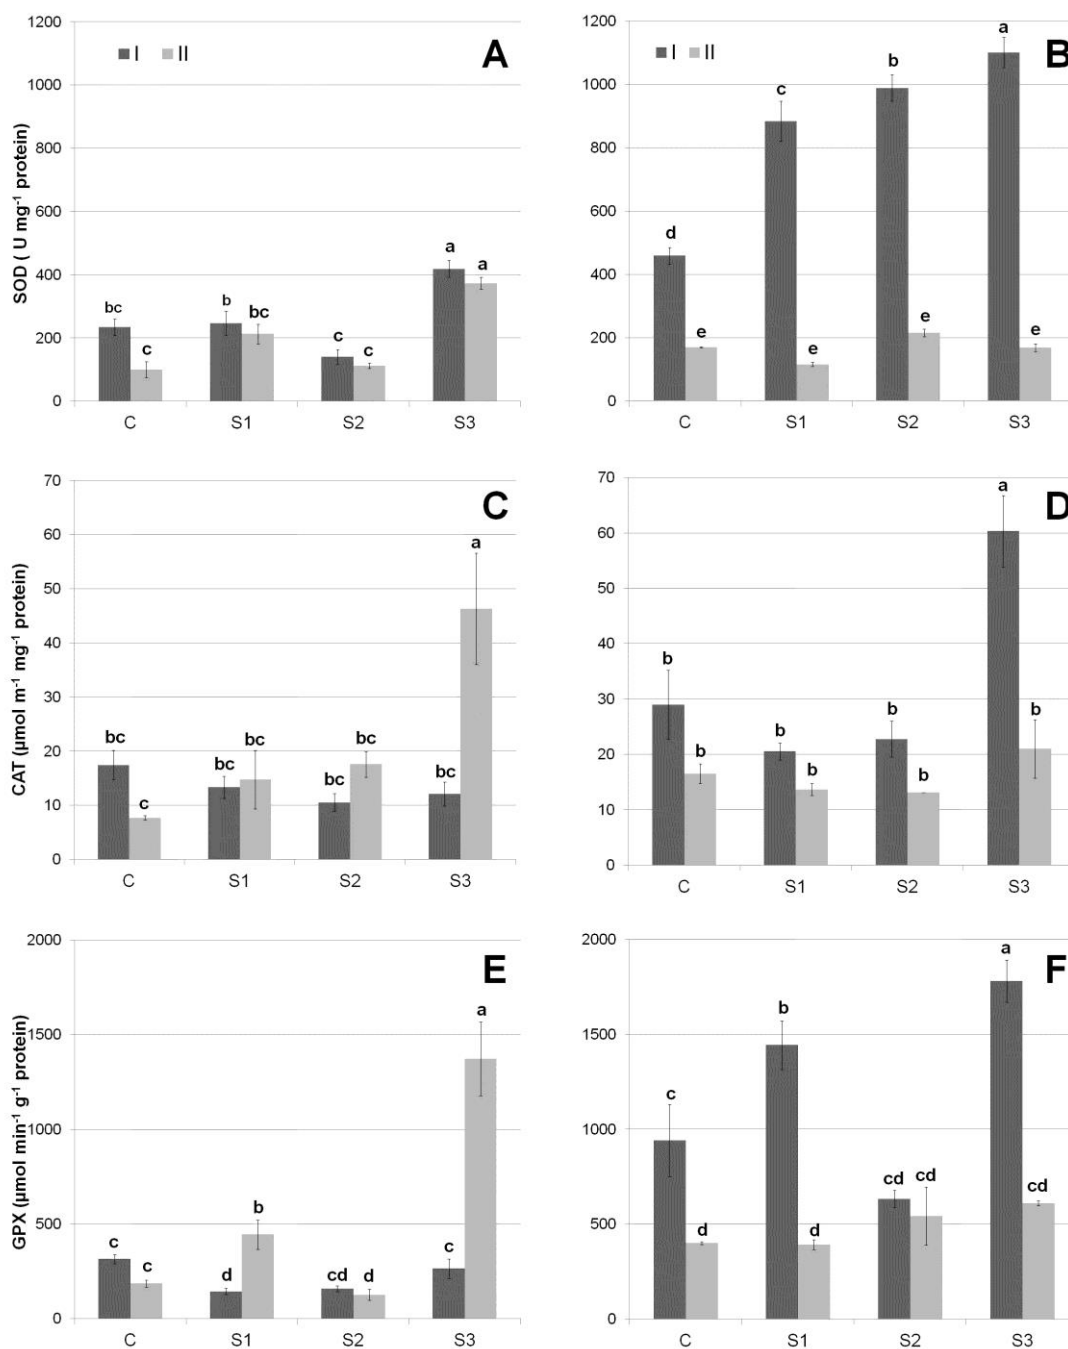 1200
1000
800
600
400
200
0
SOD ( U mg⁻¹ protein)
I II
A
bc c b bc c c a a
C S1 S2 S3
1200
1000
800
600
400
200
0
I II
B
d e c e b e a e
C S1 S2 S3
70
60
50
40
30
20
10
0
CAT (µmol m⁻¹ mg⁻¹ protein)
C
bc c bc bc bc bc bc a
C S1 S2 S3
70
60
50
40
30
20
10
0
D
b b b b b b a b
C S1 S2 S3
2000
1500
1000
500
0
GPX (µmol min⁻¹ g⁻¹ protein)
E
c c d b cd d c a
C S1 S2 S3
2000
1500
1000
500
0
F
c d b d cd cd a cd
C S1 S2 S3